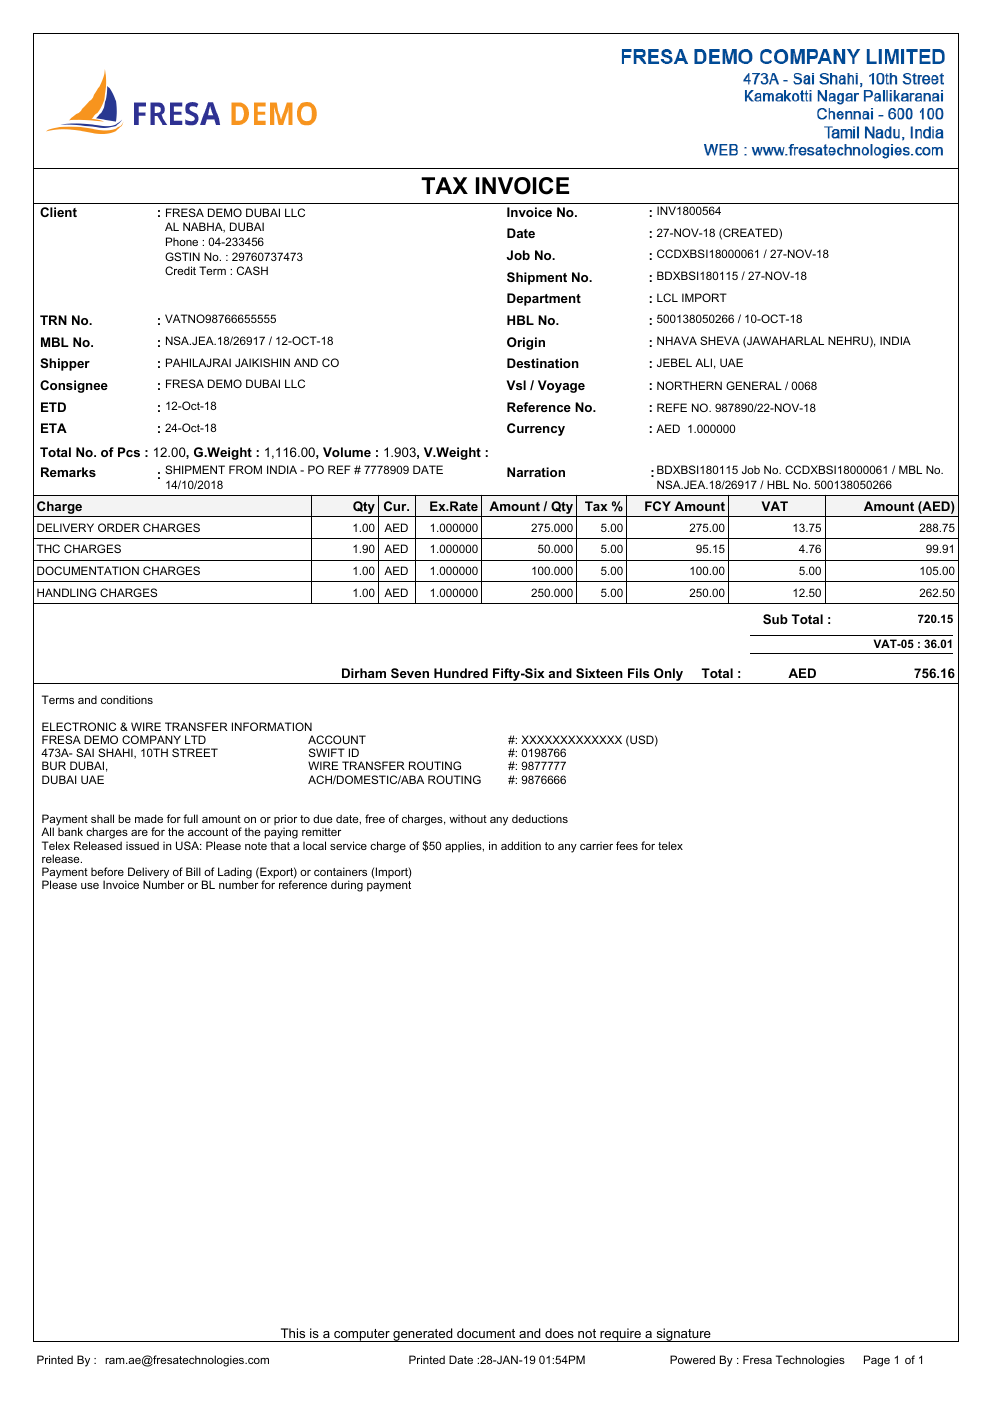 FRESA DEMO
FRESA DEMO COMPANY LIMITED
473A - Sai Shahi, 10th Street
Kamakotti Nagar Pallikaranai
Chennai - 600 100
Tamil Nadu, India
WEB : www.fresatechnologies.com
TAX INVOICE
Client : FRESA DEMO DUBAI LLC
AL NABHA, DUBAI
Phone : 04-233456
GSTIN No. : 29760737473
Credit Term : CASH
Invoice No. : INV1800564
Date : 27-NOV-18 (CREATED)
Job No. : CCDXBSI18000061 / 27-NOV-18
Shipment No. : BDXBSI180115 / 27-NOV-18
Department : LCL IMPORT
TRN No. : VATNO98766655555 HBL No. : 500138050266 / 10-OCT-18
MBL No. : NSA.JEA.18/26917 / 12-OCT-18 Origin : NHAVA SHEVA (JAWAHARLAL NEHRU), INDIA
Shipper : PAHILAJRAI JAIKISHIN AND CO Destination : JEBEL ALI, UAE
Consignee : FRESA DEMO DUBAI LLC Vsl / Voyage : NORTHERN GENERAL / 0068
ETD : 12-Oct-18 Reference No. : REFE NO. 987890/22-NOV-18
ETA : 24-Oct-18 Currency : AED 1.000000
Total No. of Pcs : 12.00, G.Weight : 1,116.00, Volume : 1.903, V.Weight :
Remarks : SHIPMENT FROM INDIA - PO REF # 7778909 DATE
14/10/2018
Narration : BDXBSI180115 Job No. CCDXBSI18000061 / MBL No.
NSA.JEA.18/26917 / HBL No. 500138050266
Charge Qty Cur. Ex.Rate Amount / Qty Tax % FCY Amount VAT Amount (AED)
DELIVERY ORDER CHARGES 1.00 AED 1.000000 275.000 5.00 275.00 13.75 288.75
THC CHARGES 1.90 AED 1.000000 50.000 5.00 95.15 4.76 99.91
DOCUMENTATION CHARGES 1.00 AED 1.000000 100.000 5.00 100.00 5.00 105.00
HANDLING CHARGES 1.00 AED 1.000000 250.000 5.00 250.00 12.50 262.50
Sub Total : 720.15
VAT-05 : 36.01
Dirham Seven Hundred Fifty-Six and Sixteen Fils Only Total : AED 756.16
Terms and conditions
ELECTRONIC & WIRE TRANSFER INFORMATION
FRESA DEMO COMPANY LTD ACCOUNT #: XXXXXXXXXXXXX (USD)
473A- SAI SHAHI, 10TH STREET SWIFT ID #: 0198766
BUR DUBAI, WIRE TRANSFER ROUTING #: 9877777
DUBAI UAE ACH/DOMESTIC/ABA ROUTING #: 9876666
Payment shall be made for full amount on or prior to due date, free of charges, without any deductions
All bank charges are for the account of the paying remitter
Telex Released issued in USA: Please note that a local service charge of $50 applies, in addition to any carrier fees for telex
release.
Payment before Delivery of Bill of Lading (Export) or containers (Import)
Please use Invoice Number or BL number for reference during payment
This is a computer generated document and does not require a signature
Printed By : ram.ae@fresatechnologies.com Printed Date :28-JAN-19 01:54PM Powered By : Fresa Technologies Page 1 of 1